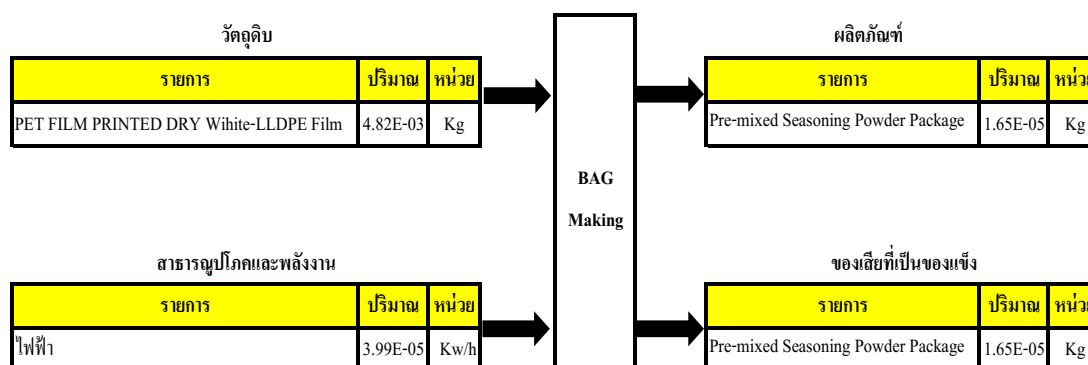 วัตถุดิบ
รายการ ปริมาณ หน่วย
PET FILM PRINTED DRY Wihite-LLDPE Film 4.82E-03 Kg
สาธารณูปโภคและพลังงาน
รายการ ปริมาณ หน่วย
ไฟฟ้า 3.99E-05 Kw/h
BAG
Making
ผลิตภัณฑ์
รายการ ปริมาณ หน่วย
Pre-mixed Seasoning Powder Package 1.65E-05 Kg
ของเสียที่เป็นของแข็ง
รายการ ปริมาณ หน่วย
Pre-mixed Seasoning Powder Package 1.65E-05 Kg